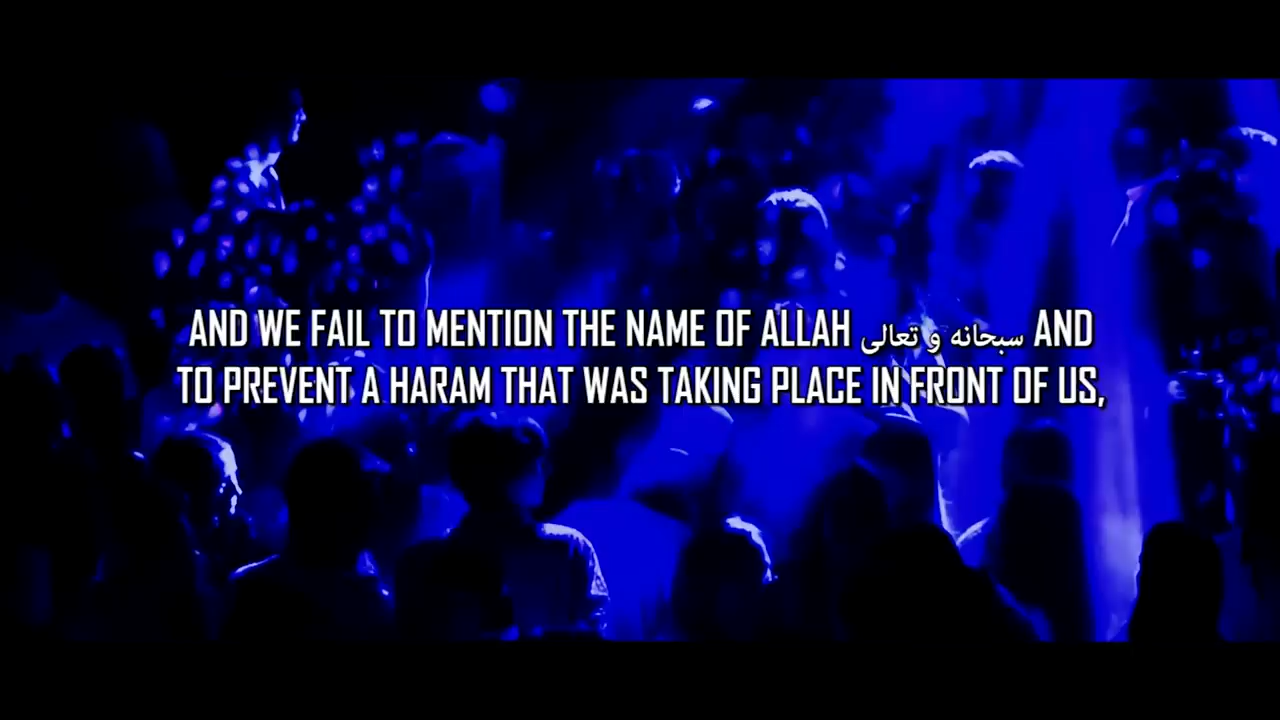 AND WE FAIL TO MENTION THE NAME OF ALLAH سبحانه و تعالى AND
TO PREVENT A HARAM THAT WAS TAKING PLACE IN FRONT OF US,